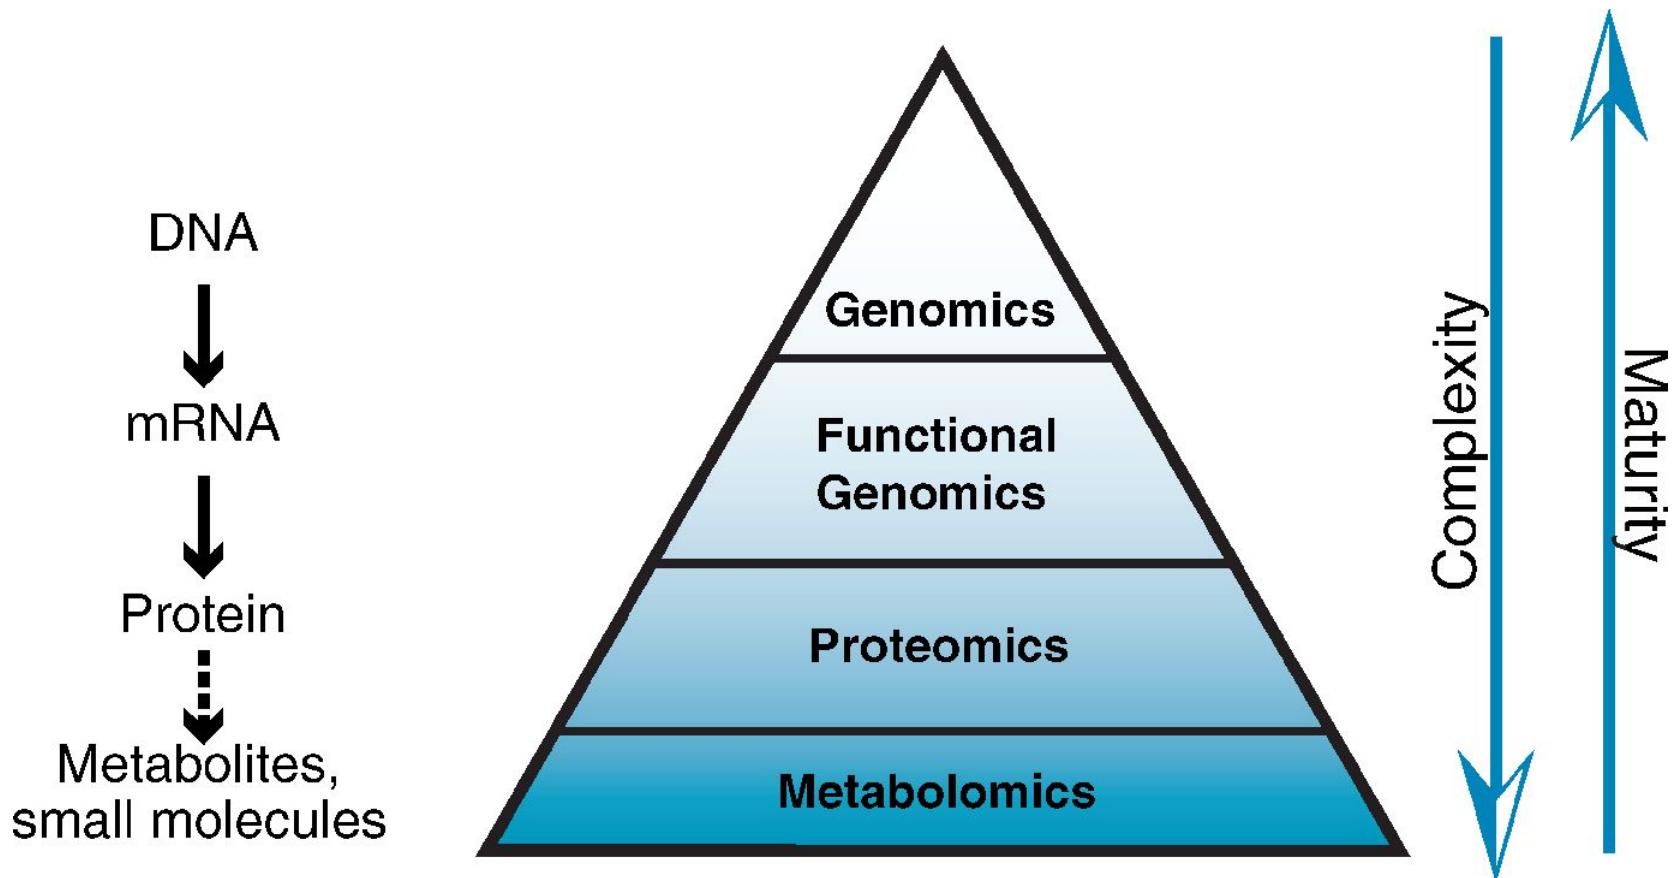 DNA
mRNA
Protein
Metabolites,
small molecules
Genomics
Functional
Genomics
Proteomics
Metabolomics
Complexity
Maturity